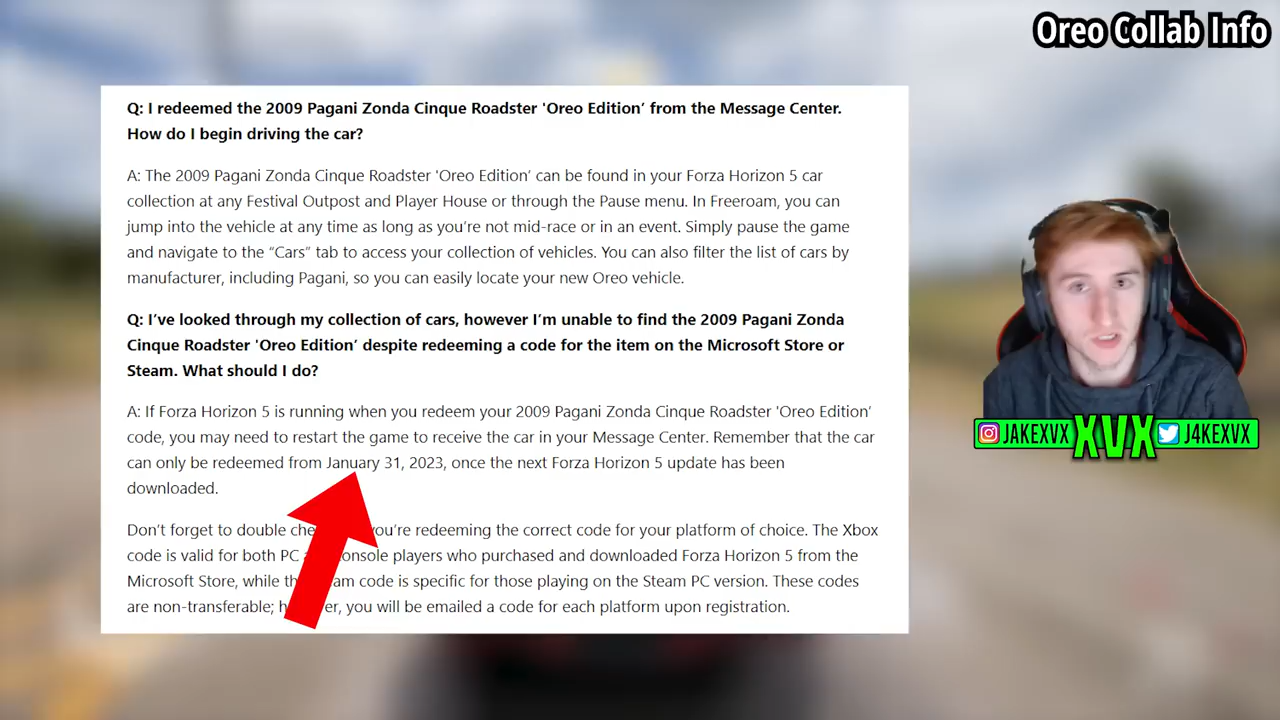 Oreo Collab Info
Q: I redeemed the 2009 Pagani Zonda Cinque Roadster 'Oreo Edition' from the Message Center.
How do I begin driving the car?
A: The 2009 Pagani Zonda Cinque Roadster 'Oreo Edition' can be found in your Forza Horizon 5 car
collection at any Festival Outpost and Player House or through the Pause menu. In Freeroam, you can
jump into the vehicle at any time as long as you're not mid-race or in an event. Simply pause the game
and navigate to the “Cars” tab to access your collection of vehicles. You can also filter the list of cars by
manufacturer, including Pagani, so you can easily locate your new Oreo vehicle.
Q: I've looked through my collection of cars, however I'm unable to find the 2009 Pagani Zonda
Cinque Roadster 'Oreo Edition' despite redeeming a code for the item on the Microsoft Store or
Steam. What should I do?
A: If Forza Horizon 5 is running when you redeem your 2009 Pagani Zonda Cinque Roadster 'Oreo Edition'
code, you may need to restart the game to receive the car in your Message Center. Remember that the car
can only be redeemed from January 31, 2023, once the next Forza Horizon 5 update has been
downloaded.
Don't forget to double you're redeeming the correct code for your platform of choice. The Xbox
code is valid for both PC console players who purchased and downloaded Forza Horizon 5 from the
Microsoft Store, while code is specific for those playing on the Steam PC version. These codes
are non-transferable; you will be emailed a code for each platform upon registration.
JAKEXVX XVX J4KEXVX